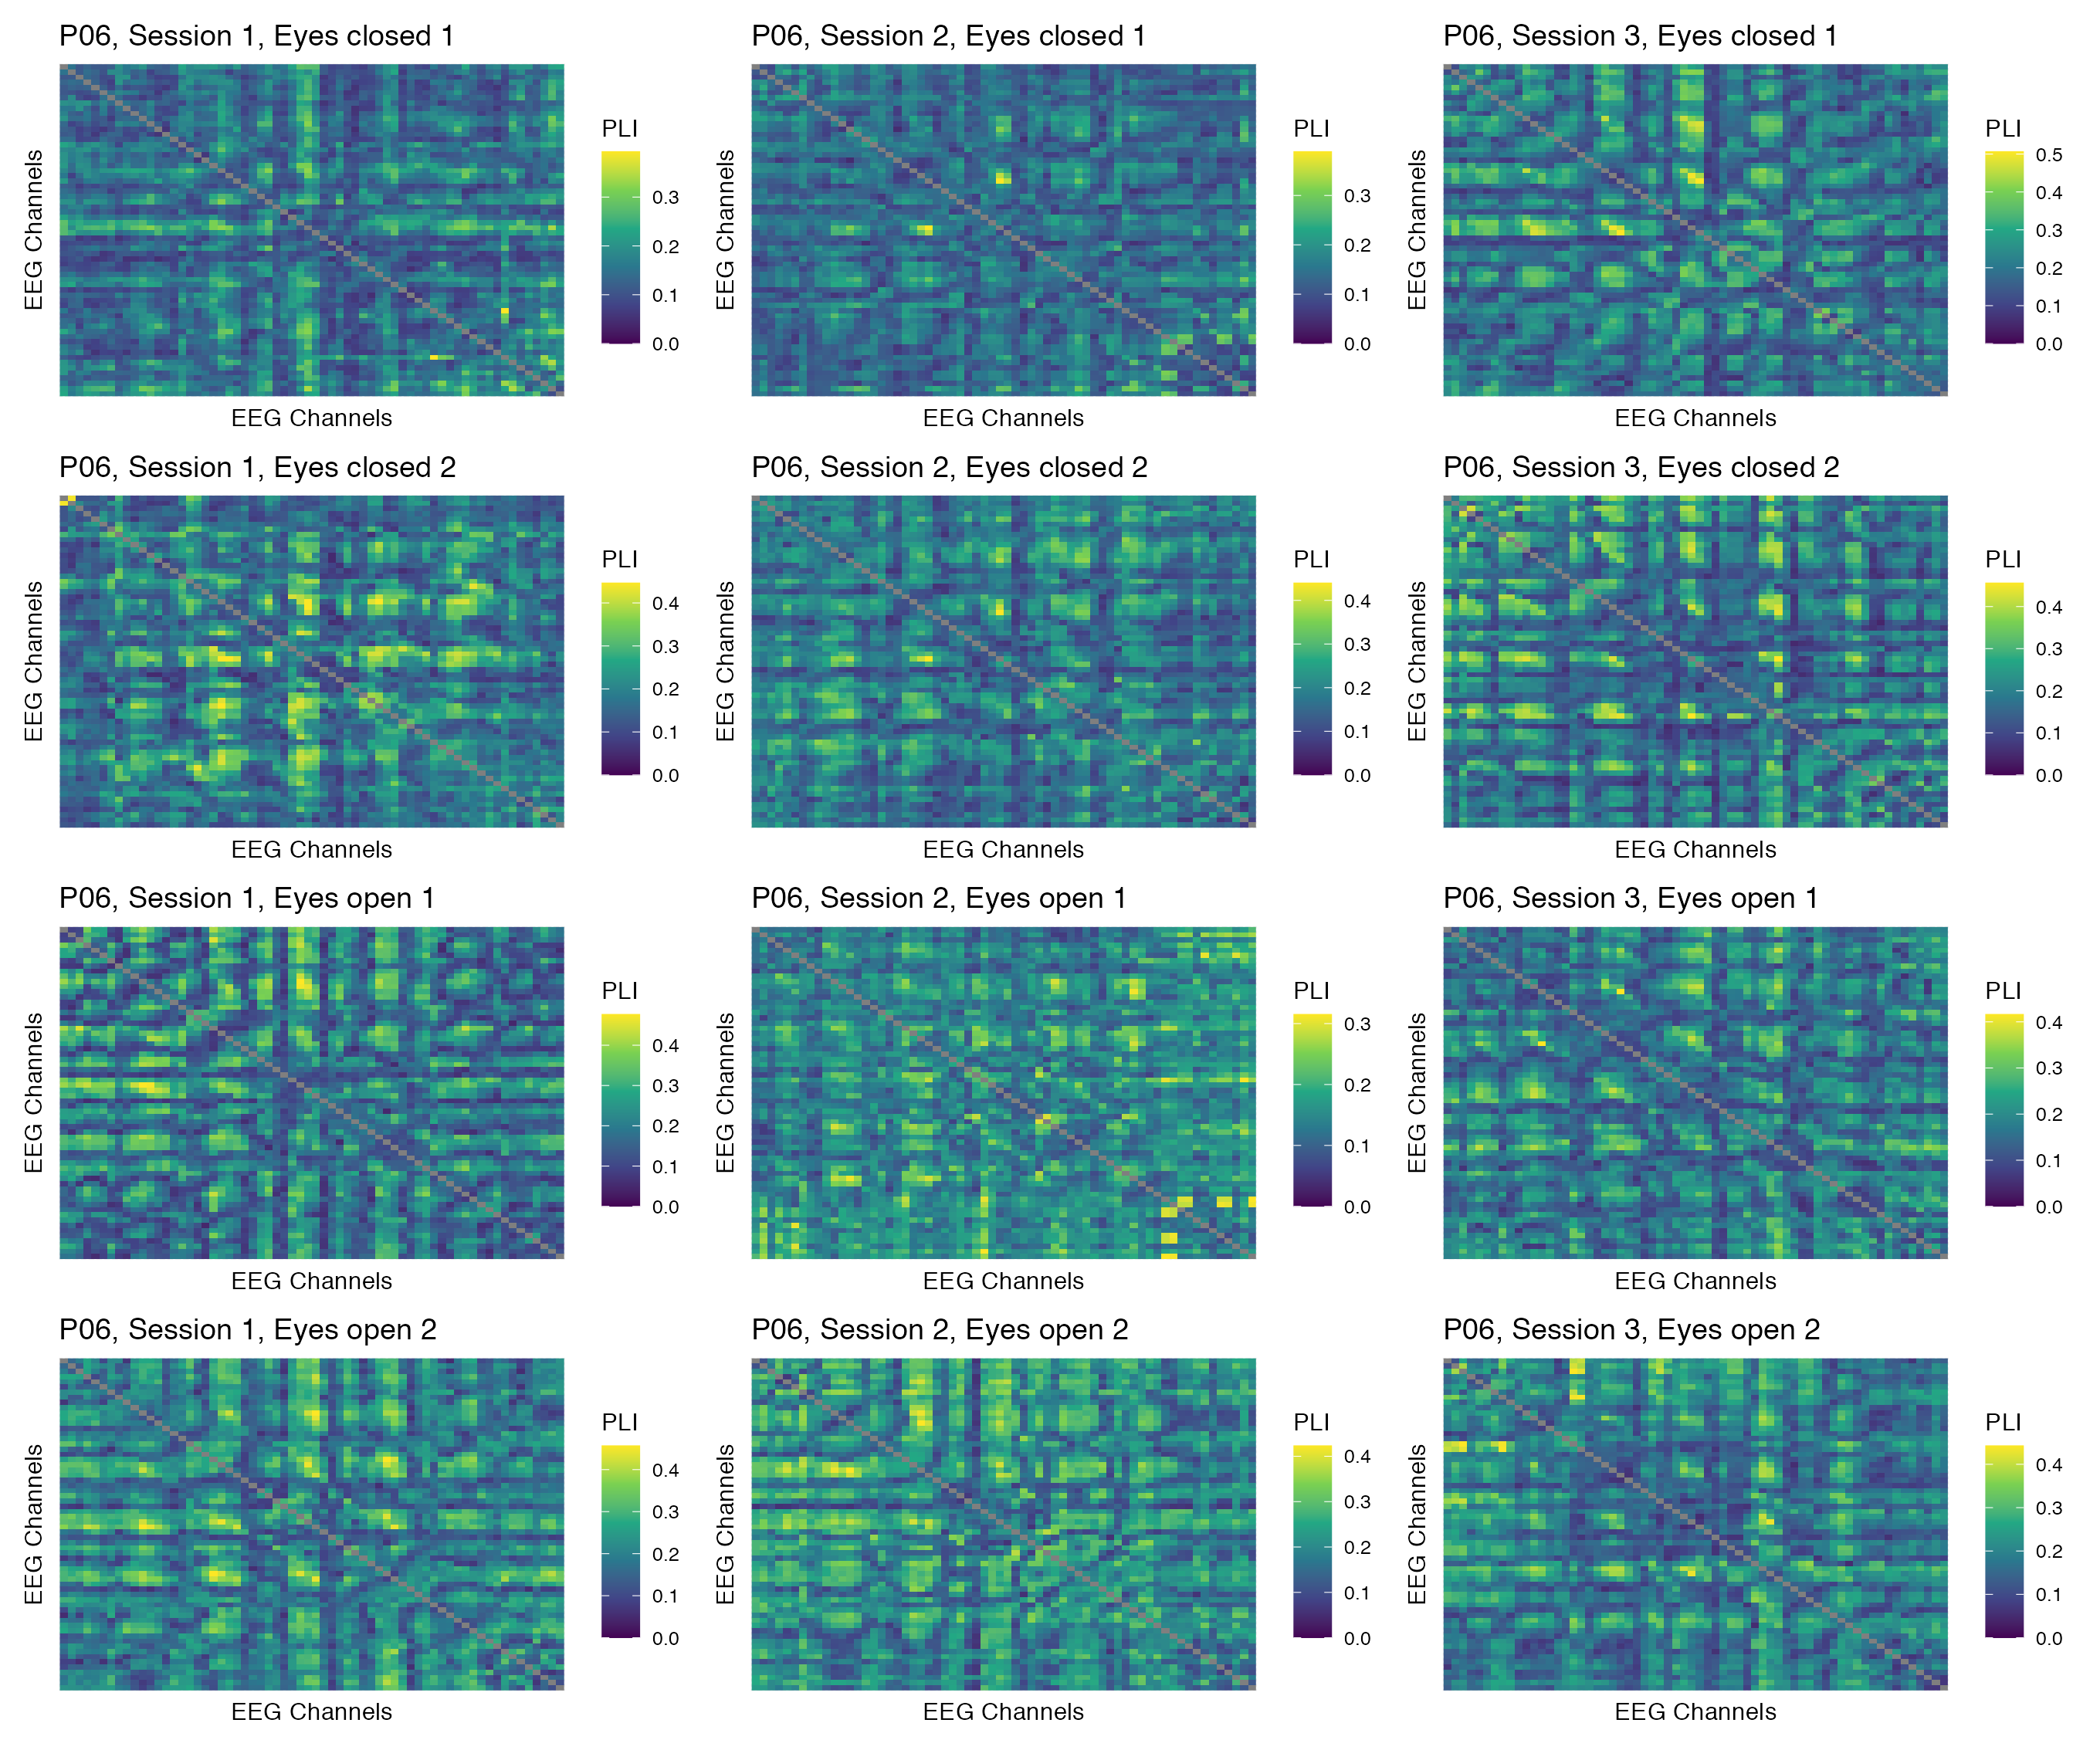 P06, Session 1, Eyes closed 1
EEG Channels
EEG Channels
PLI
0.3
0.2
0.1
0.0
P06, Session 2, Eyes closed 1
EEG Channels
EEG Channels
PLI
0.3
0.2
0.1
0.0
P06, Session 3, Eyes closed 1
EEG Channels
EEG Channels
PLI
0.5
0.4
0.3
0.2
0.1
0.0
P06, Session 1, Eyes closed 2
EEG Channels
EEG Channels
PLI
0.4
0.3
0.2
0.1
0.0
P06, Session 2, Eyes closed 2
EEG Channels
EEG Channels
PLI
0.4
0.3
0.2
0.1
0.0
P06, Session 3, Eyes closed 2
EEG Channels
EEG Channels
PLI
0.4
0.3
0.2
0.1
0.0
P06, Session 1, Eyes open 1
EEG Channels
EEG Channels
PLI
0.4
0.3
0.2
0.1
0.0
P06, Session 2, Eyes open 1
EEG Channels
EEG Channels
PLI
0.3
0.2
0.1
0.0
P06, Session 3, Eyes open 1
EEG Channels
EEG Channels
PLI
0.4
0.3
0.2
0.1
0.0
P06, Session 1, Eyes open 2
EEG Channels
EEG Channels
PLI
0.4
0.3
0.2
0.1
0.0
P06, Session 2, Eyes open 2
EEG Channels
EEG Channels
PLI
0.4
0.3
0.2
0.1
0.0
P06, Session 3, Eyes open 2
EEG Channels
EEG Channels
PLI
0.4
0.3
0.2
0.1
0.0